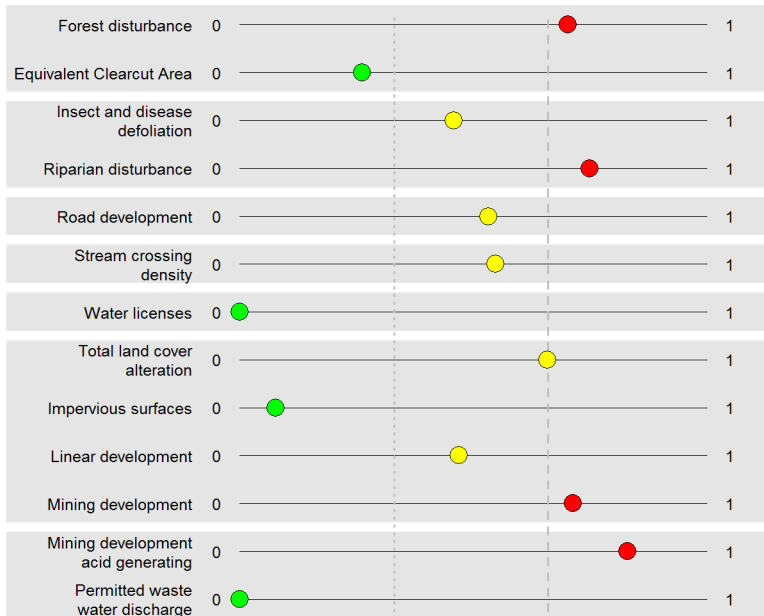 Forest disturbance 0 1
Equivalent Clearcut Area 0 1
Insect and disease
defoliation 0 1
Riparian disturbance 0 1
Road development 0 1
Stream crossing
density 0 1
Water licenses 0 1
Total land cover
alteration 0 1
Impervious surfaces 0 1
Linear development 0 1
Mining development 0 1
Mining development
acid generating 0 1
Permitted waste
water discharge 0 1